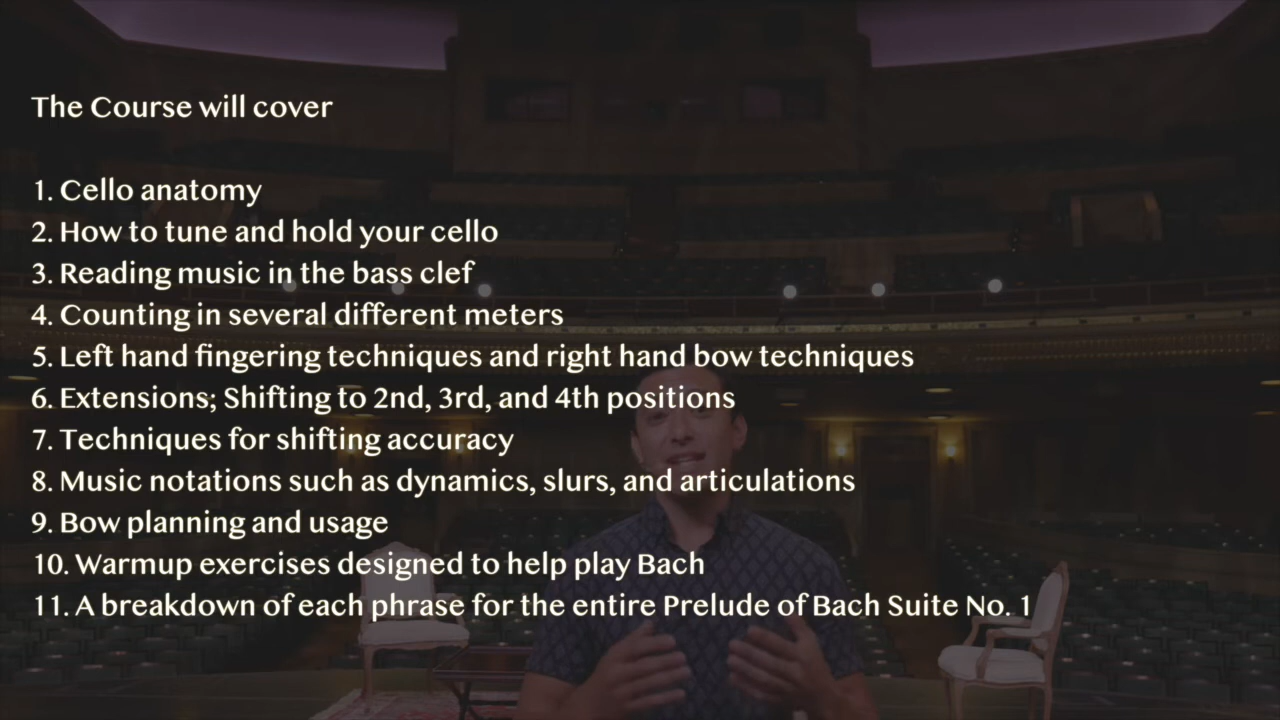 The Course will cover
1. Cello anatomy
2. How to tune and hold your cello
3. Reading music in the bass clef
4. Counting in several different meters
5. Left hand fingering techniques and right hand bow techniques
6. Extensions; Shifting to 2nd, 3rd, and 4th positions
7. Techniques for shifting accuracy
8. Music notations such as dynamics, slurs, and articulations
9. Bow planning and usage
10. Warmup exercises designed to help play Bach
11. A breakdown of each phrase for the entire Prelude of Bach Suite No. 1